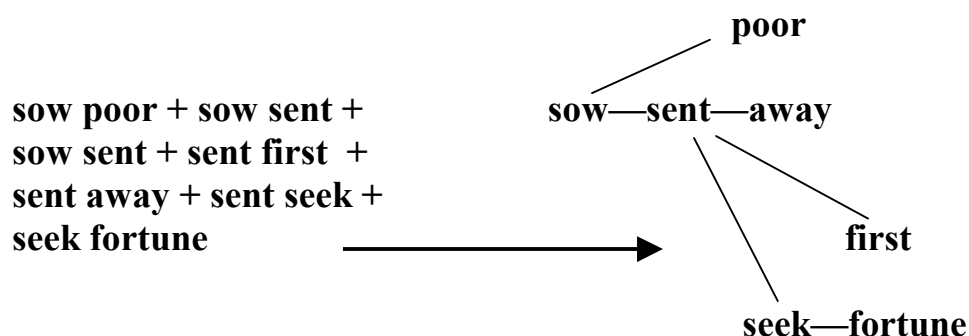 poor
sow poor + sow sent +
sow—sent—away
sow sent + sent first +
sent away + sent seek +
seek fortune
first
seek—fortune